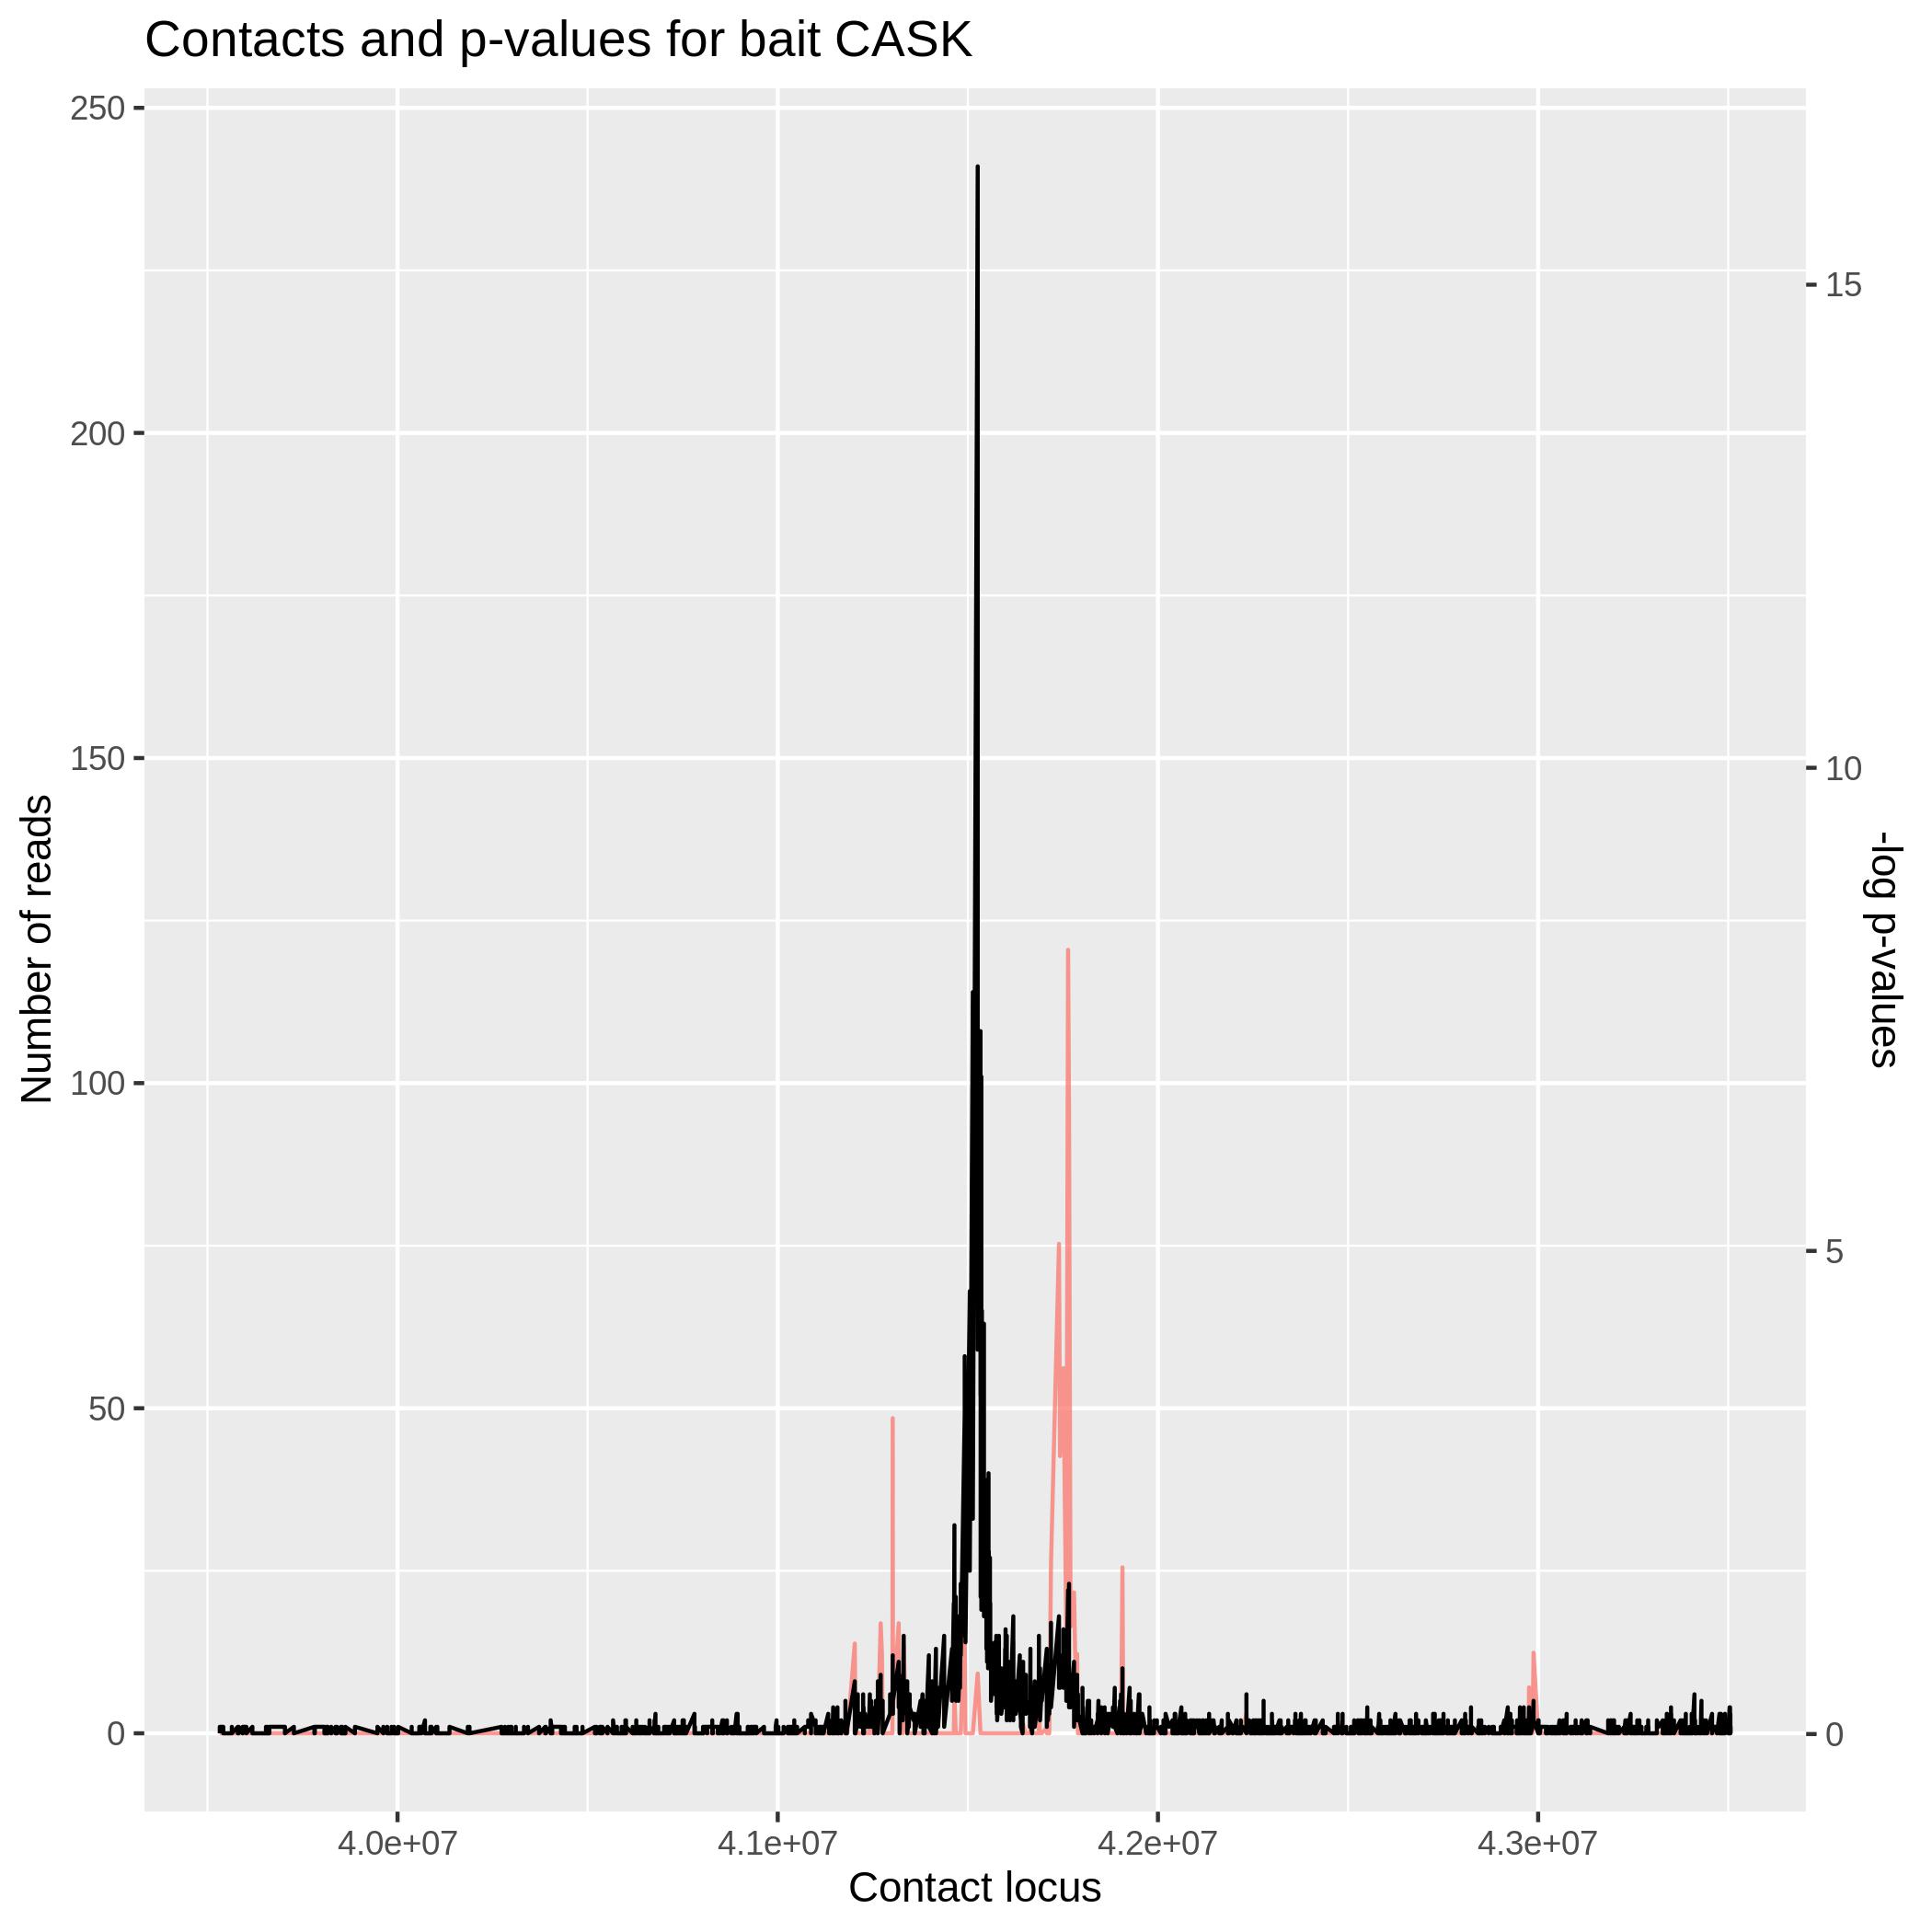 Contacts and p-values for bait CASK
250
200
150
100
50
0
Number of reads
15
10
5
0
-log p-values
4.0e+07
4.1e+07
4.2e+07
4.3e+07
Contact locus